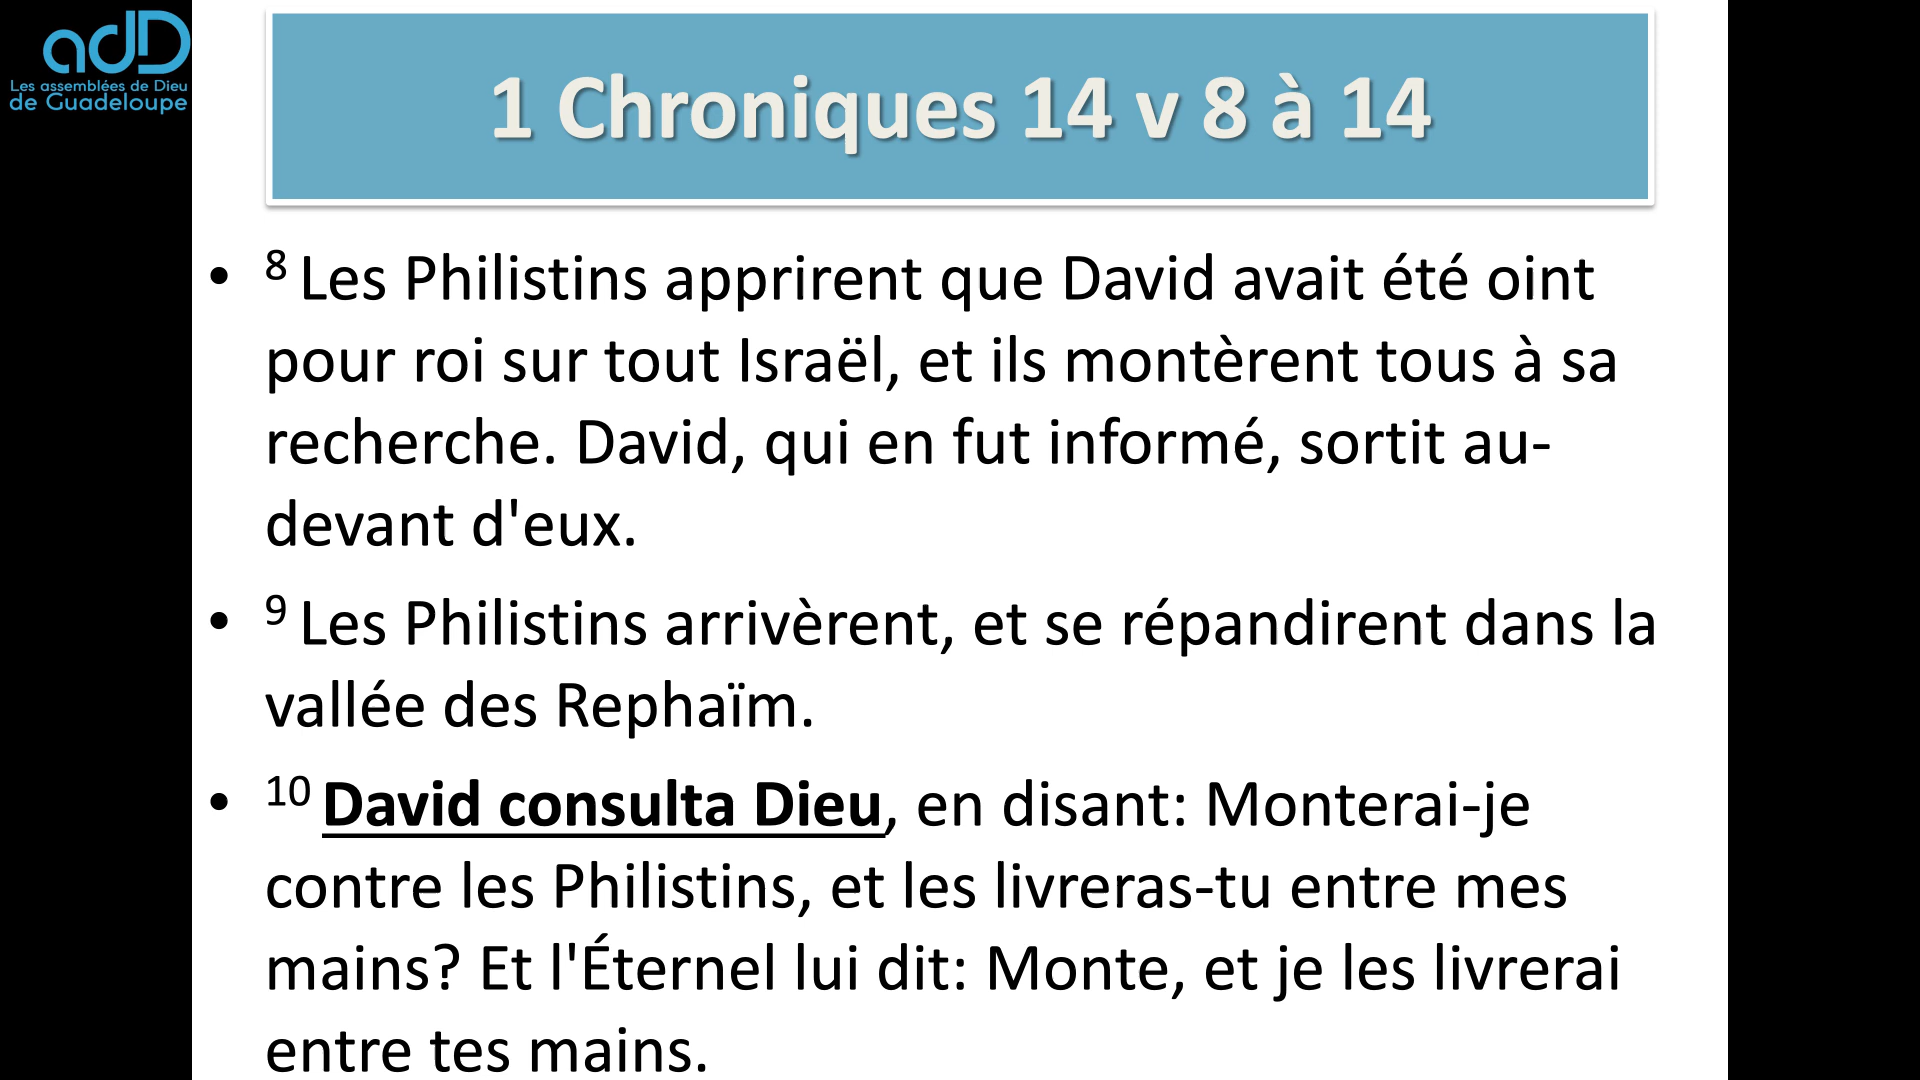 adD
Les assemblées de Dieu
de Guadeloupe
1 Chroniques 14 v 8 à 14
• 8 Les Philistins apprirent que David avait été oint
pour roi sur tout Israël, et ils montèrent tous à sa
recherche. David, qui en fut informé, sortit au-
devant d'eux.
• 9 Les Philistins arrivèrent, et se répandirent dans la
vallée des Rephaïm.
• 10 David consulta Dieu, en disant: Monterai-je
contre les Philistins, et les livreras-tu entre mes
mains? Et l'Éternel lui dit: Monte, et je les livrerai
entre tes mains.